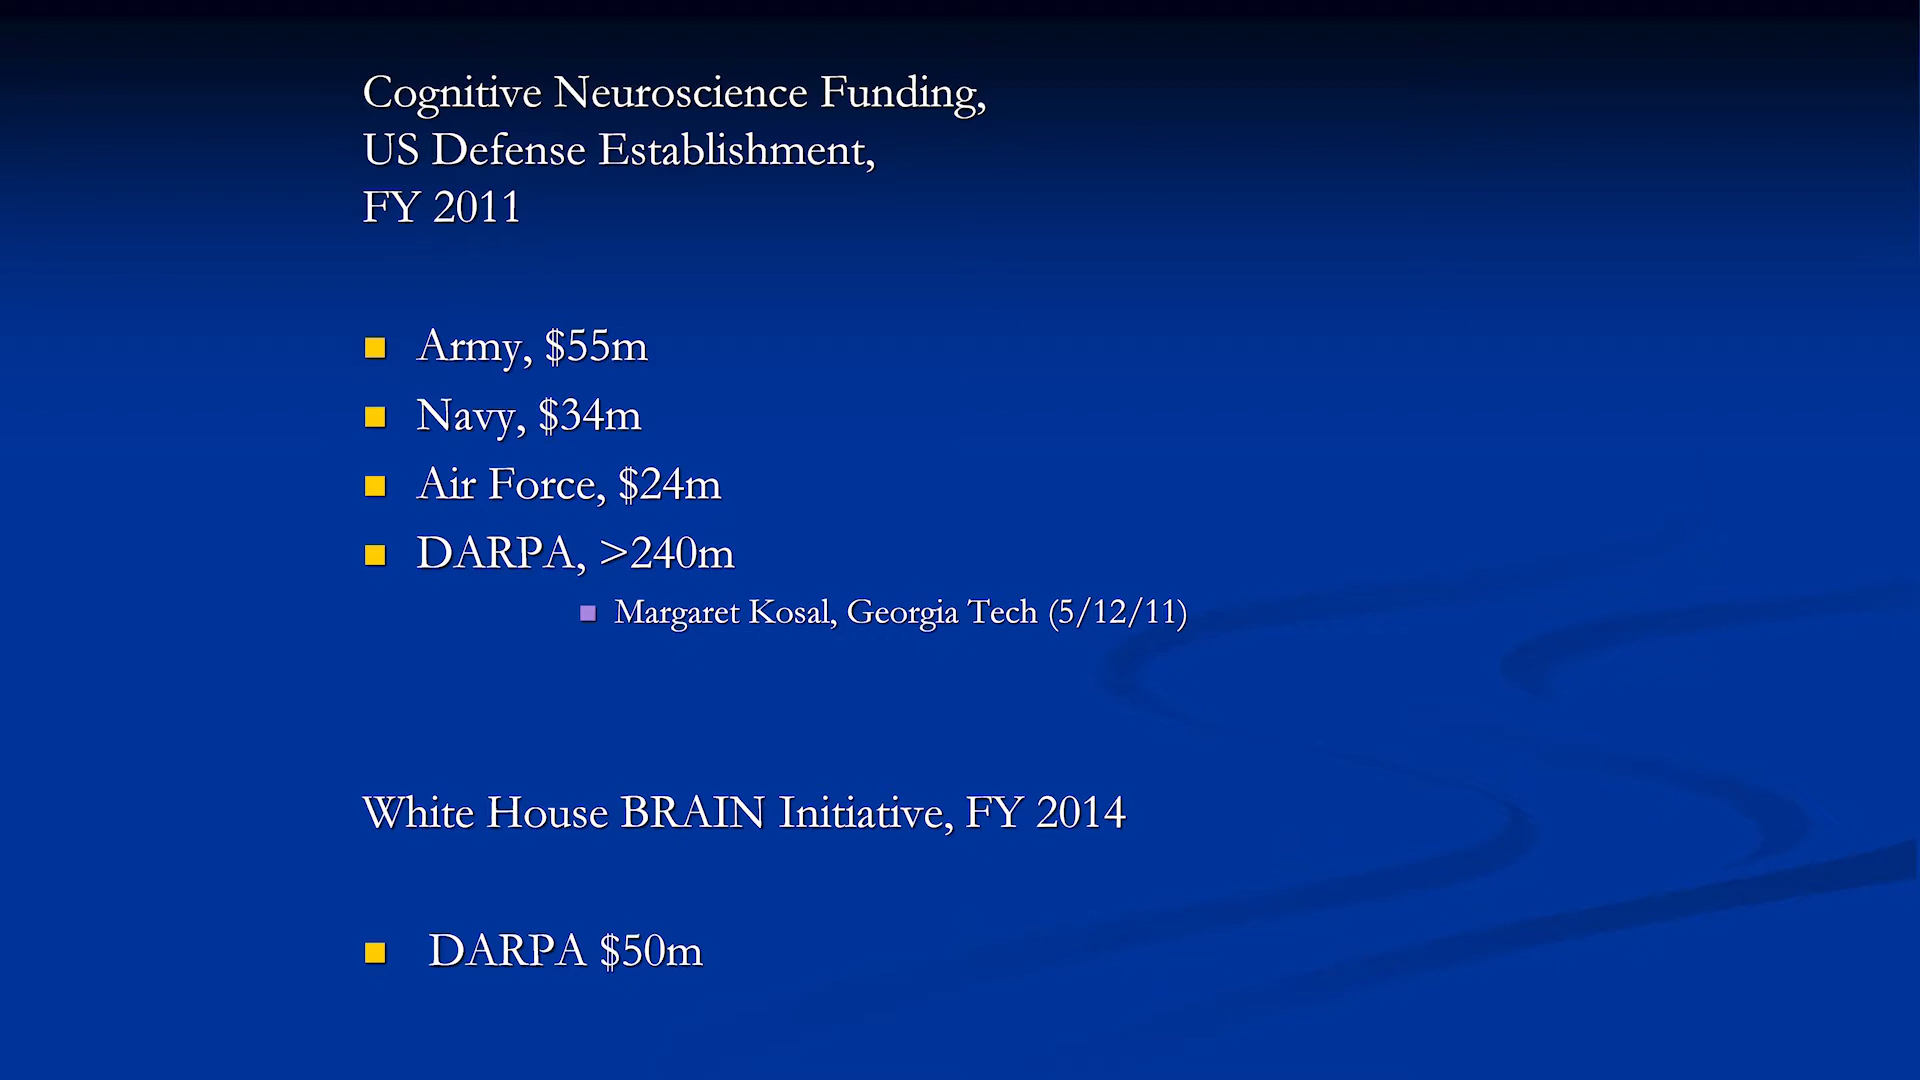 Cognitive Neuroscience Funding,
US Defense Establishment,
FY 2011
Army, $55m
Navy, $34m
Air Force, $24m
DARPA, >240m
Margaret Kosal, Georgia Tech (5/12/11)
White House BRAIN Initiative, FY 2014
DARPA $50m